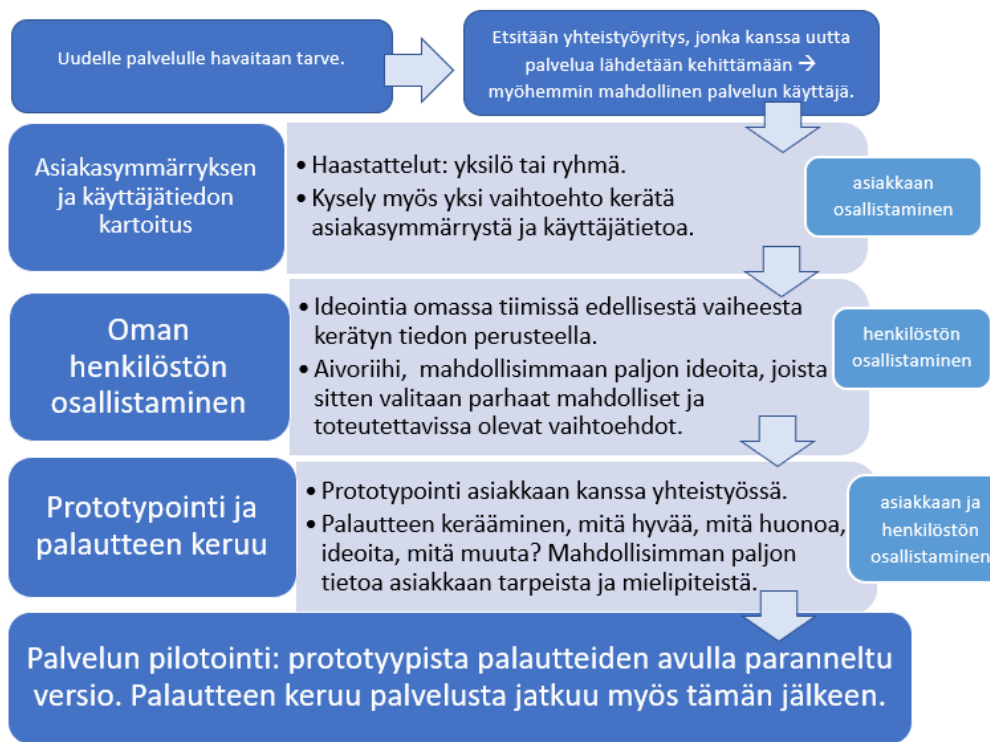 Uudelle palvelulle havaitaan tarve.
Etsitään yhteistyöyritys, jonka kanssa uutta
palvelua lähdetään kehittämään →
myöhemmin mahdollinen palvelun käyttäjä.
Asiakasymmärryksen
ja käyttäjätiedon
kartoitus
• Haastattelut: yksilö tai ryhmä.
• Kysely myös yksi vaihtoehto kerätä
asiakasymmärrystä ja käyttäjätietoa.
asiakkaan
osallistaminen
Oman
henkilöstön
osallistaminen
• Ideointia omassa tiimissä edellisestä vaiheesta
kerätyn tiedon perusteella.
• Aivoriihi, mahdollisimmaan paljon ideoita, joista
sitten valitaan parhaat mahdolliset ja
toteutettavissa olevat vaihtoehdot.
henkilöstön
osallistaminen
Prototypointi ja
palautteen keruu
• Prototypointi asiakkaan kanssa yhteistyössä.
• Palautteen kerääminen, mitä hyvää, mitä huonoa,
ideoita, mitä muuta? Mahdollisimman paljon
tietoa asiakkaan tarpeista ja mielipiteistä.
asiakkaan ja
henkilöstön
osallistaminen
Palvelun pilotointi: prototyypista palautteiden avulla paranneltu
versio. Palautteen keruu palvelusta jatkuu myös tämän jälkeen.